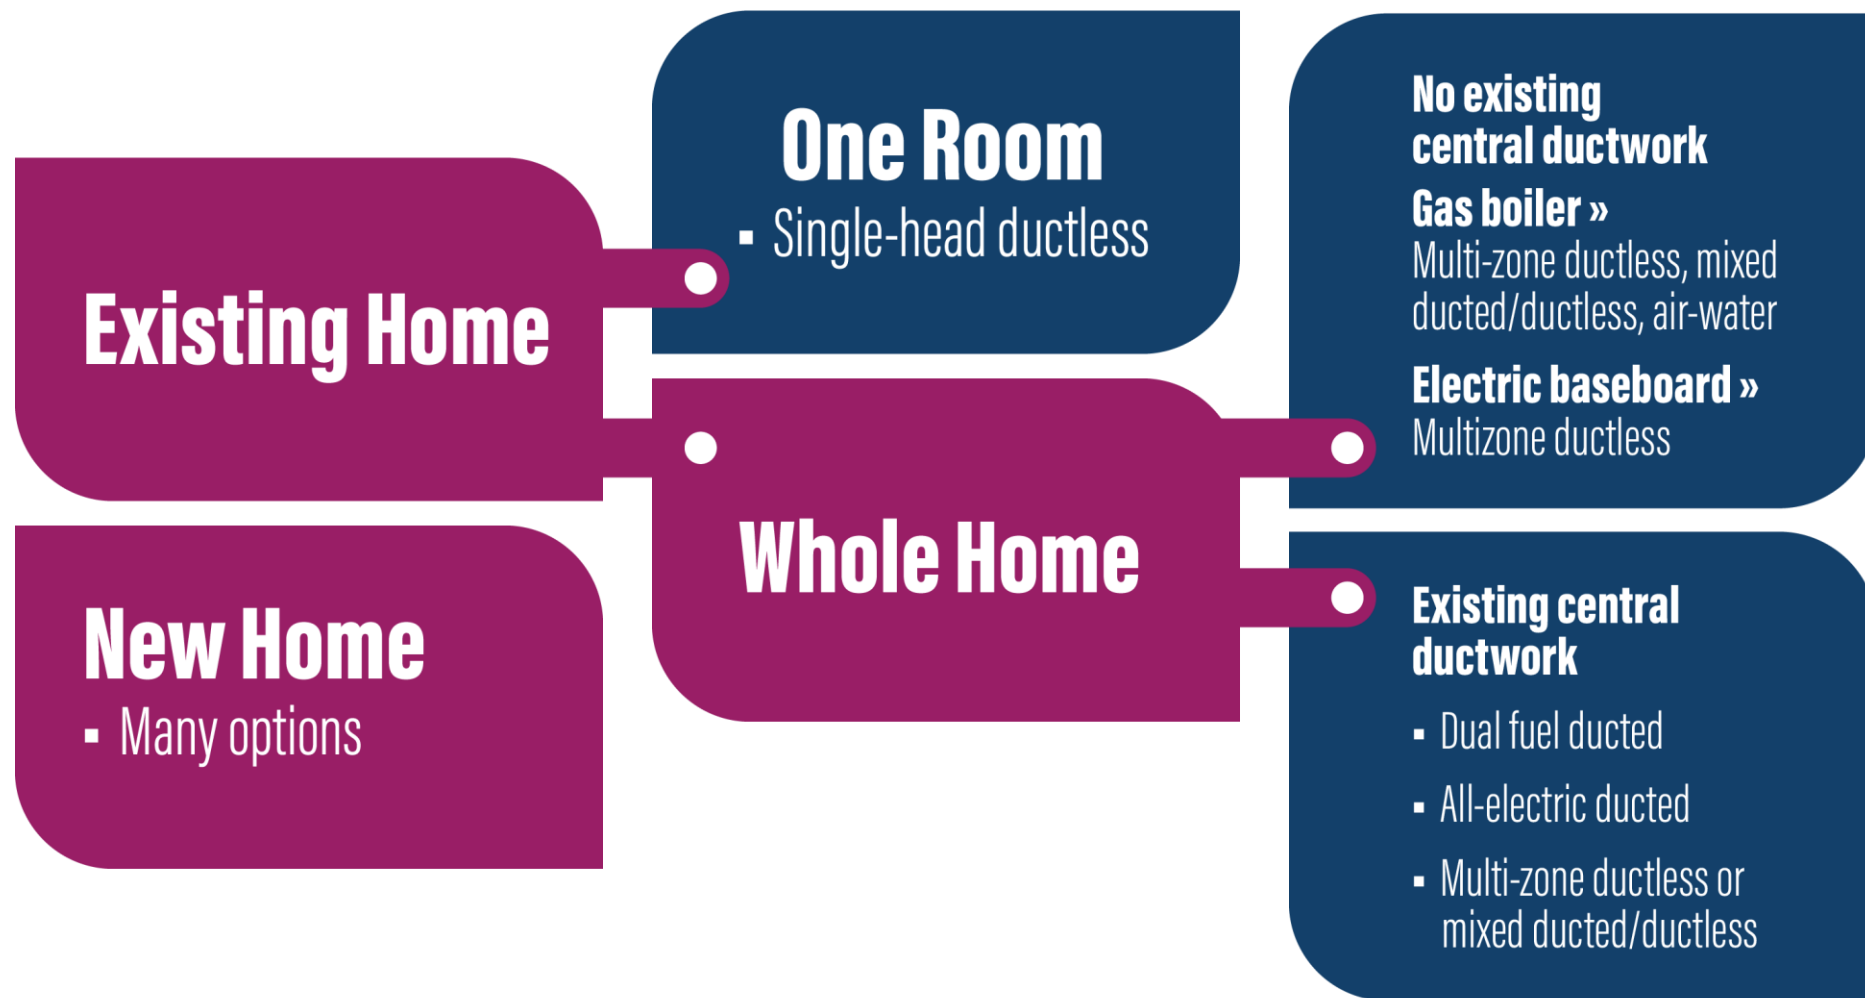 Existing Home
New Home
▪ Many options
One Room
▪ Single-head ductless
Whole Home
No existing
central ductwork
Gas boiler »
Multi-zone ductless, mixed
ducted/ductless, air-water
Electric baseboard »
Multizone ductless
Existing central
ductwork
▪ Dual fuel ducted
▪ All-electric ducted
▪ Multi-zone ductless or
mixed ducted/ductless